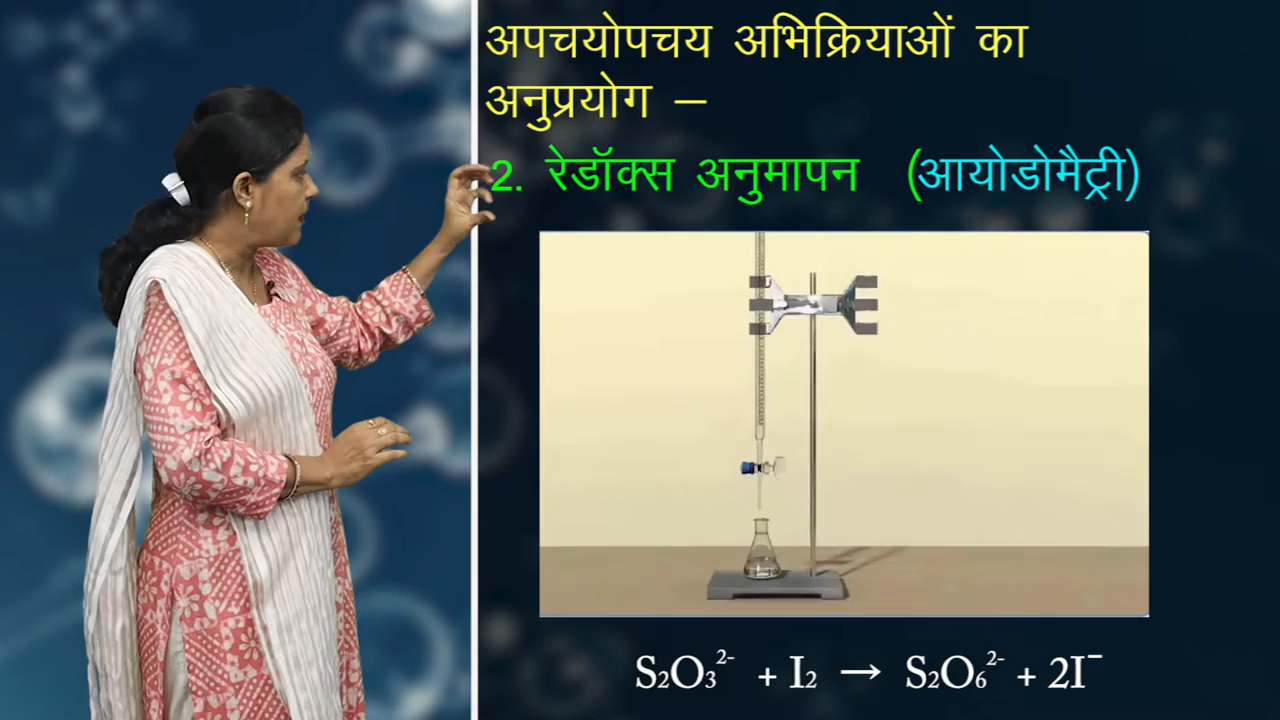 अपचयोपचय अभिक्रियाओं का
अनुप्रयोग –
2. रेडॉक्स अनुमापन (आयोडोमैट्री)
S₂O₃²⁻ + I₂ → S₂O₆²⁻ + 2I⁻